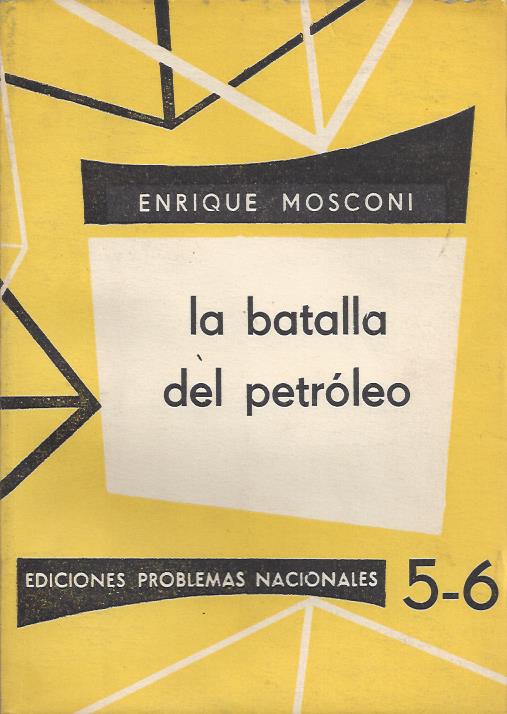 ENRIQUE MOSCONI
la batalla
del petróleo
EDICIONES PROBLEMAS NACIONALES 5-6